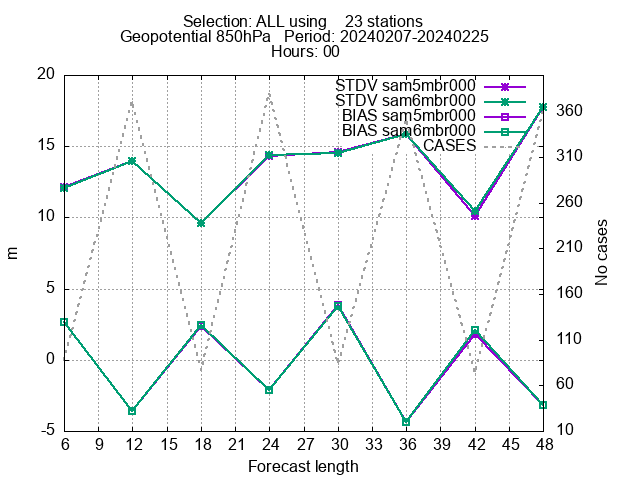 Selection: ALL using 23 stations
Geopotential 850hPa Period: 20240207-20240225
Hours: 00
STDV sam5mbr000
STDV sam6mbr000
BIAS sam5mbr000
BIAS sam6mbr000
CASES
20
15
10
5
0
-5
m
360
310
260
210
160
110
60
10
No cases
6 9 12 15 18 21 24 27 30 33 36 39 42 45 48
Forecast length